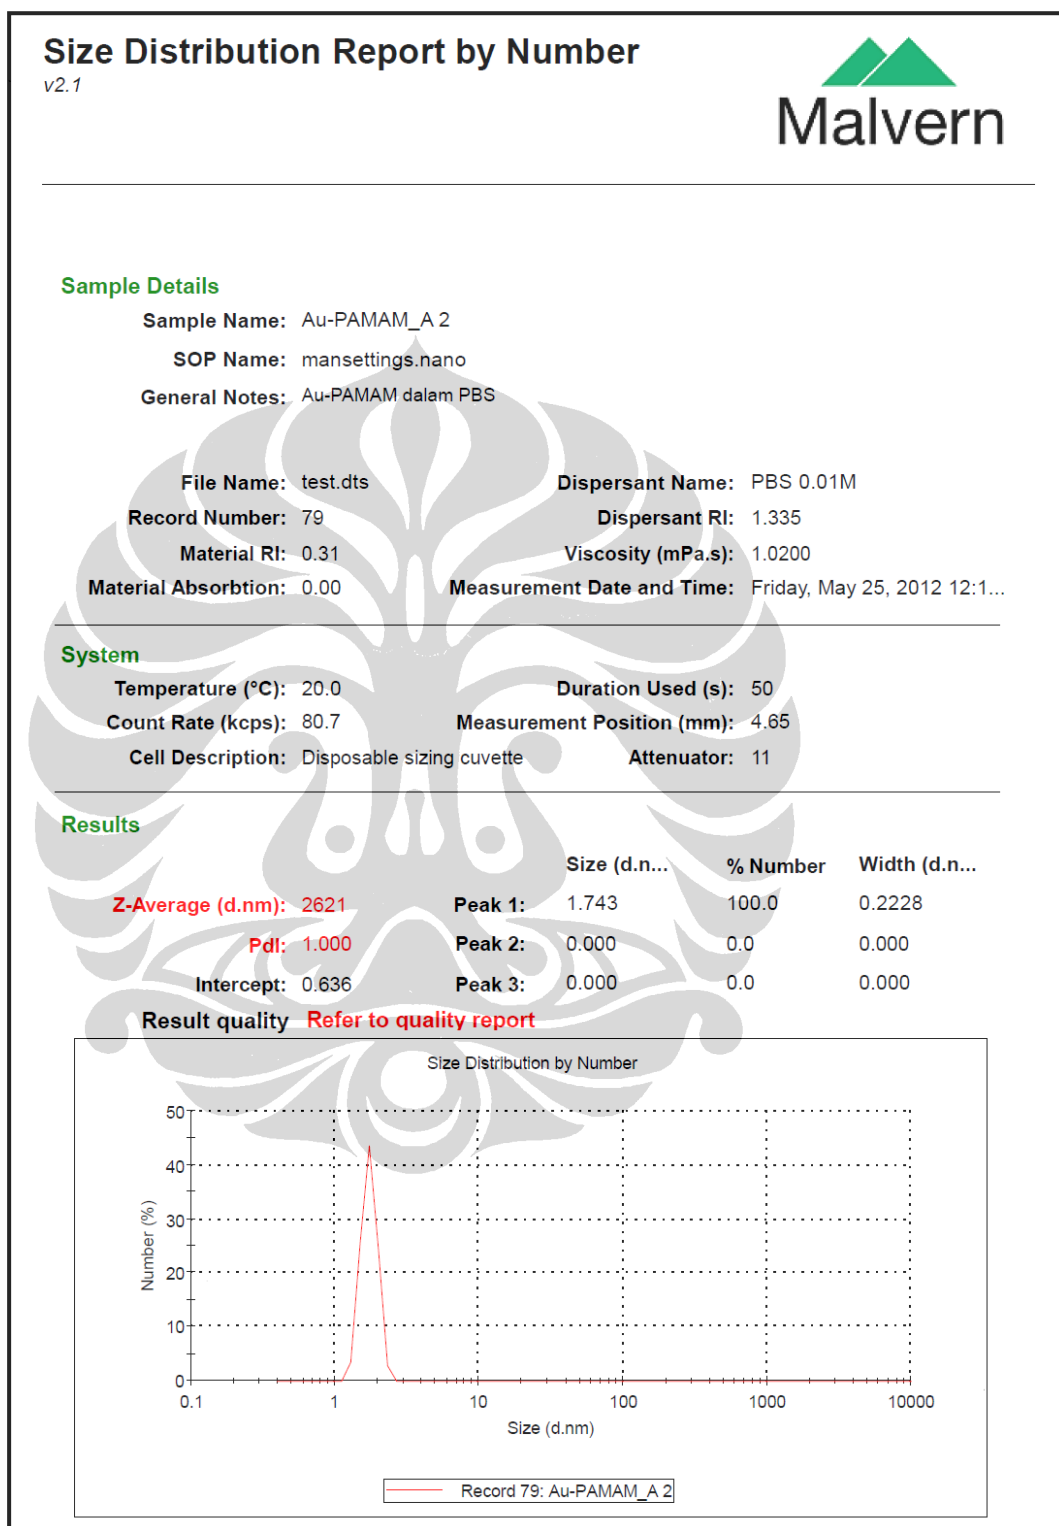 Size Distribution Report by Number
v2.1
Malvern
Sample Details
Sample Name: Au-PAMAM_A 2
SOP Name: mansettings.nano
General Notes: Au-PAMAM dalam PBS
File Name: test.dts Dispersant Name: PBS 0.01M
Record Number: 79 Dispersant RI: 1.335
Material RI: 0.31 Viscosity (mPa.s): 1.0200
Material Absorbtion: 0.00 Measurement Date and Time: Friday, May 25, 2012 12:1...
System
Temperature (°C): 20.0 Duration Used (s): 50
Count Rate (kcps): 80.7 Measurement Position (mm): 4.65
Cell Description: Disposable sizing cuvette Attenuator: 11
Results
Size (d.n... % Number Width (d.n...
Z-Average (d.nm): 2621 Peak 1: 1.743 100.0 0.2228
PdI: 1.000 Peak 2: 0.000 0.0 0.000
Intercept: 0.636 Peak 3: 0.000 0.0 0.000
Result quality Refer to quality report
Size Distribution by Number
50
40
30
20
10
0
Number (%)
0.1 1 10 100 1000 10000
Size (d.nm)
Record 79: Au-PAMAM_A 2